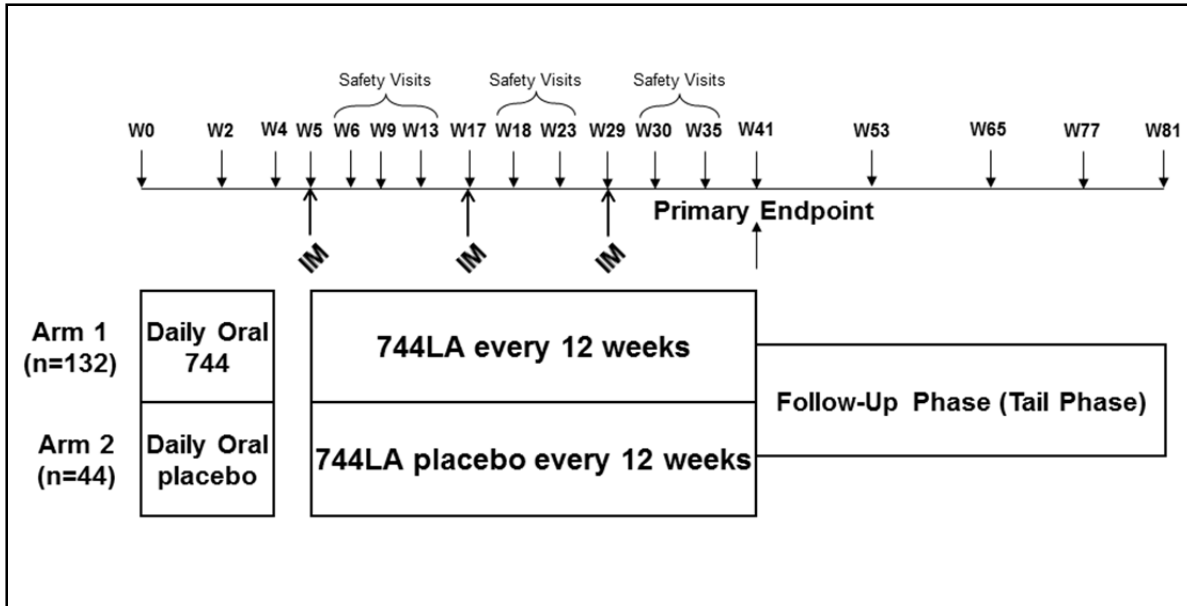 Safety Visits Safety Visits Safety Visits
W0 W2 W4 W5 W6 W9 W13 W17 W18 W23 W29 W30 W35 W41 W53 W65 W77 W81
Primary Endpoint
IM IM IM
Arm 1
(n=132)
Daily Oral
744
744LA every 12 weeks
Follow-Up Phase (Tail Phase)
Arm 2
(n=44)
Daily Oral
placebo
744LA placebo every 12 weeks